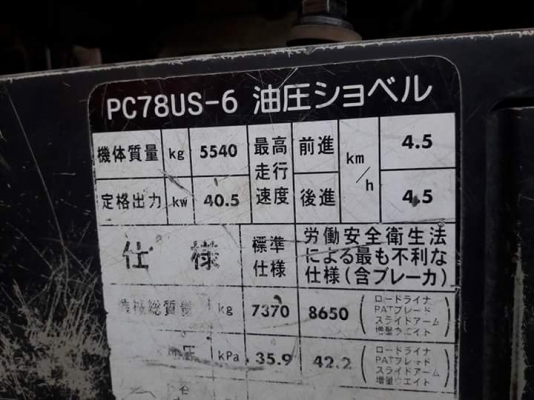 PC78US-6 油圧ショベル
機体質量 kg 5540 最高走行速度 前進 km/h 4.5
定格出力 kw 40.5 後進 4.5
仕様 標準仕様 労働安全衛生法による最も不利な仕様(含ブレーカ)
総質量 kg 7370 8650 (ロードライナ PATブレード スライドアーム 増量ウエイト)
圧 kPa 35.9 42.2 (ロードライナ PATブレード スライドアーム 増量ウエイト)